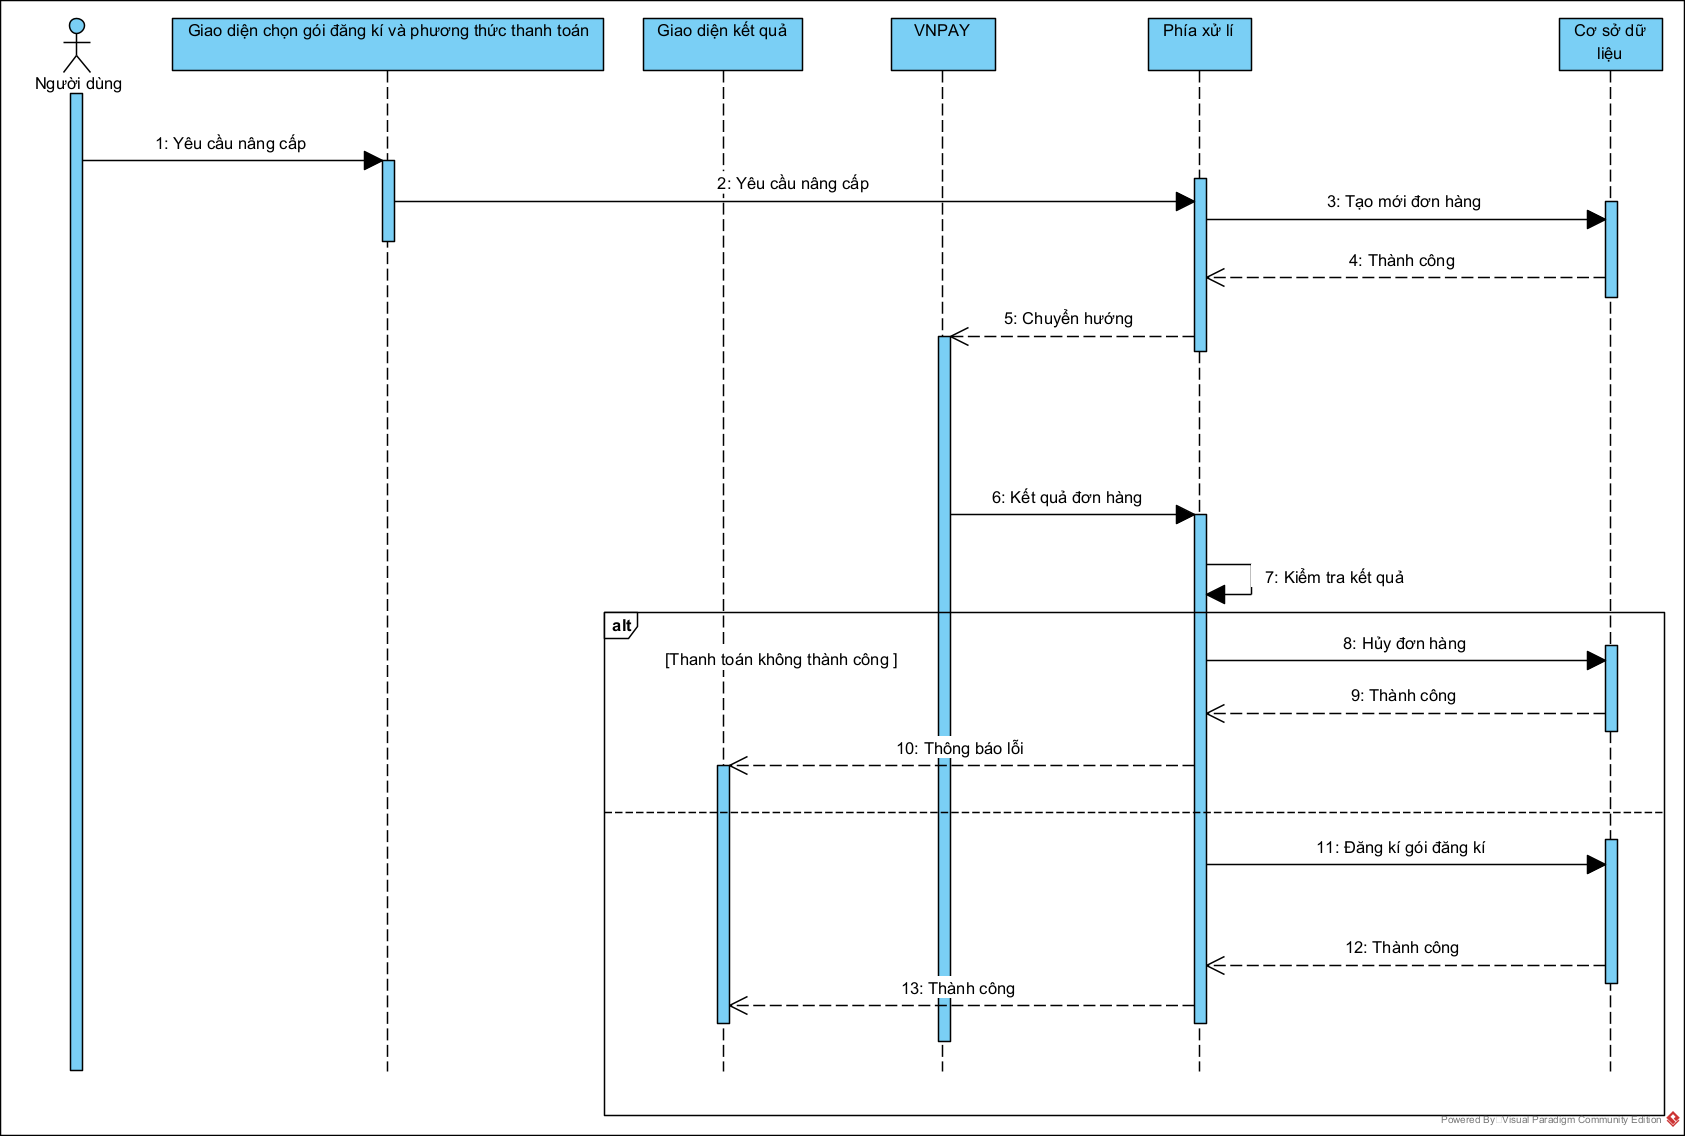 Người dùng
Giao diện chọn gói đăng kí và phương thức thanh toán
Giao diện kết quả
VNPAY
Phía xử lí
Cơ sở dữ
liệu
1: Yêu cầu nâng cấp
2: Yêu cầu nâng cấp
3: Tạo mới đơn hàng
4: Thành công
5: Chuyển hướng
6: Kết quả đơn hàng
7: Kiểm tra kết quả
alt
[Thanh toán không thành công ]
8: Hủy đơn hàng
9: Thành công
10: Thông báo lỗi
11: Đăng kí gói đăng kí
12: Thành công
13: Thành công
Powered By Visual Paradigm Community Edition